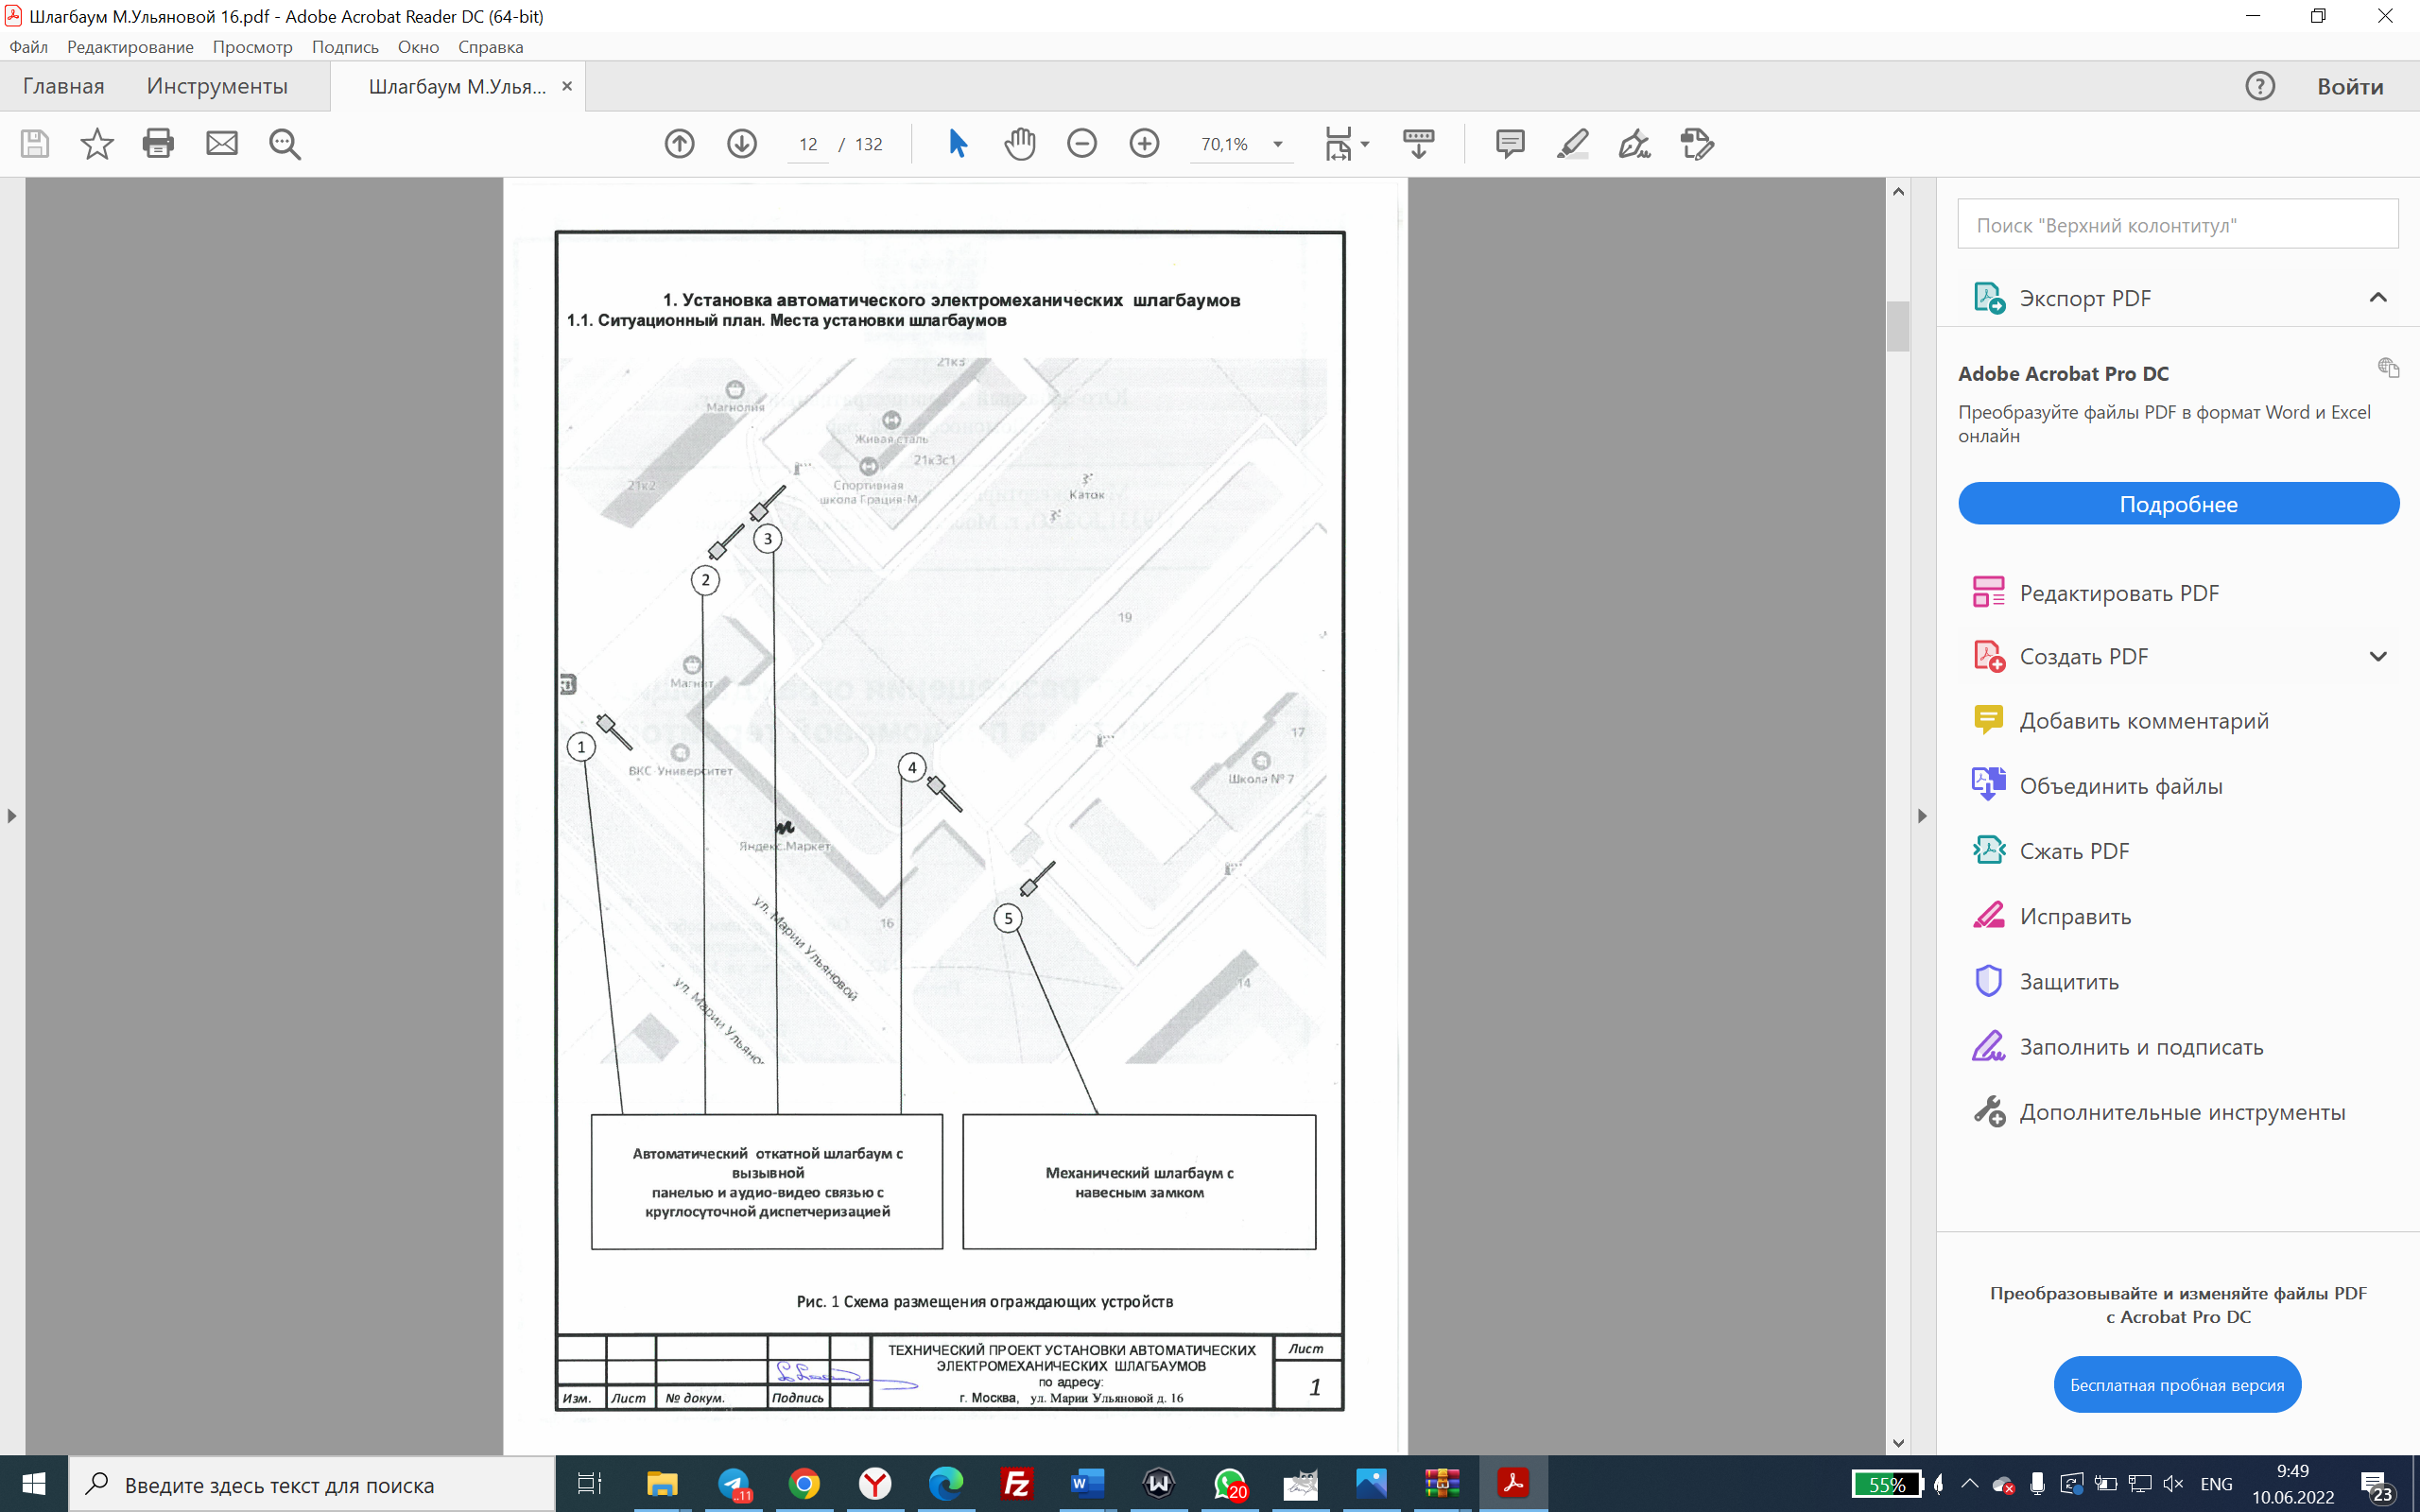 Шлагбаум М.Ульяновой 16.pdf - Adobe Acrobat Reader DC (64-bit)
Файл Редактирование Просмотр Подпись Окно Справка
Главная Инструменты Шлагбаум М.Улья... Войти
12 / 132 70,1%
1. Установка автоматического электромеханических шлагбаумов
1.1. Ситуационный план. Места установки шлагбаумов
21к3
Магнолия
Живая сталь
21к3с1
21к2
Спортивная
школа Грация-М
Каток
3
2
19
Магнит
1
ВКС-Университет
4
17
Школа № 7
Яндекс.Маркет
5
16
ул. Марии Ульяновой
14
ул. Марии Ульяно
Автоматический откатной шлагбаум с
вызывной
панелью и аудио-видео связью с
круглосуточной диспетчеризацией
Механический шлагбаум с
навесным замком
Рис. 1 Схема размещения ограждающих устройств
ТЕХНИЧЕСКИЙ ПРОЕКТ УСТАНОВКИ АВТОМАТИЧЕСКИХ
ЭЛЕКТРОМЕХАНИЧЕСКИХ ШЛАГБАУМОВ
по адресу:
г. Москва, ул. Марии Ульяновой д. 16
Лист
1
Изм. Лист № докум. Подпись
Поиск "Верхний колонтитул"
Экспорт PDF
Adobe Acrobat Pro DC
Преобразуйте файлы PDF в формат Word и Excel
онлайн
Подробнее
Редактировать PDF
Создать PDF
Добавить комментарий
Объединить файлы
Сжать PDF
Исправить
Защитить
Заполнить и подписать
Дополнительные инструменты
Преобразовывайте и изменяйте файлы PDF
с Acrobat Pro DC
Бесплатная пробная версия
Введите здесь текст для поиска
..11
20
55%
ENG
9:49
10.06.2022
23